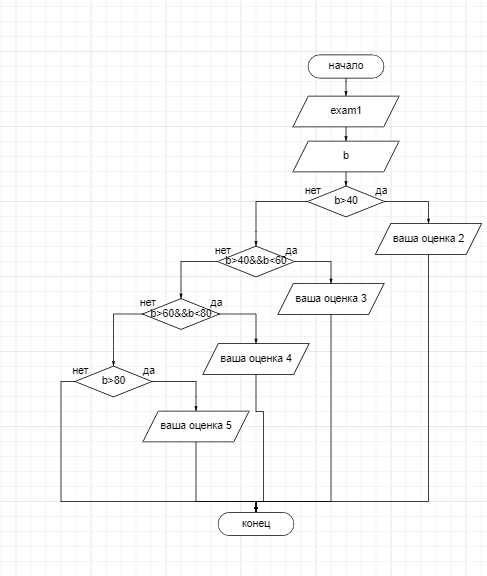 начало
exam1
b
нет
да
b>40
ваша оценка 2
нет
да
b>40&&b<60
ваша оценка 3
нет
да
b>60&&b<80
ваша оценка 4
нет
да
b>80
ваша оценка 5
конец